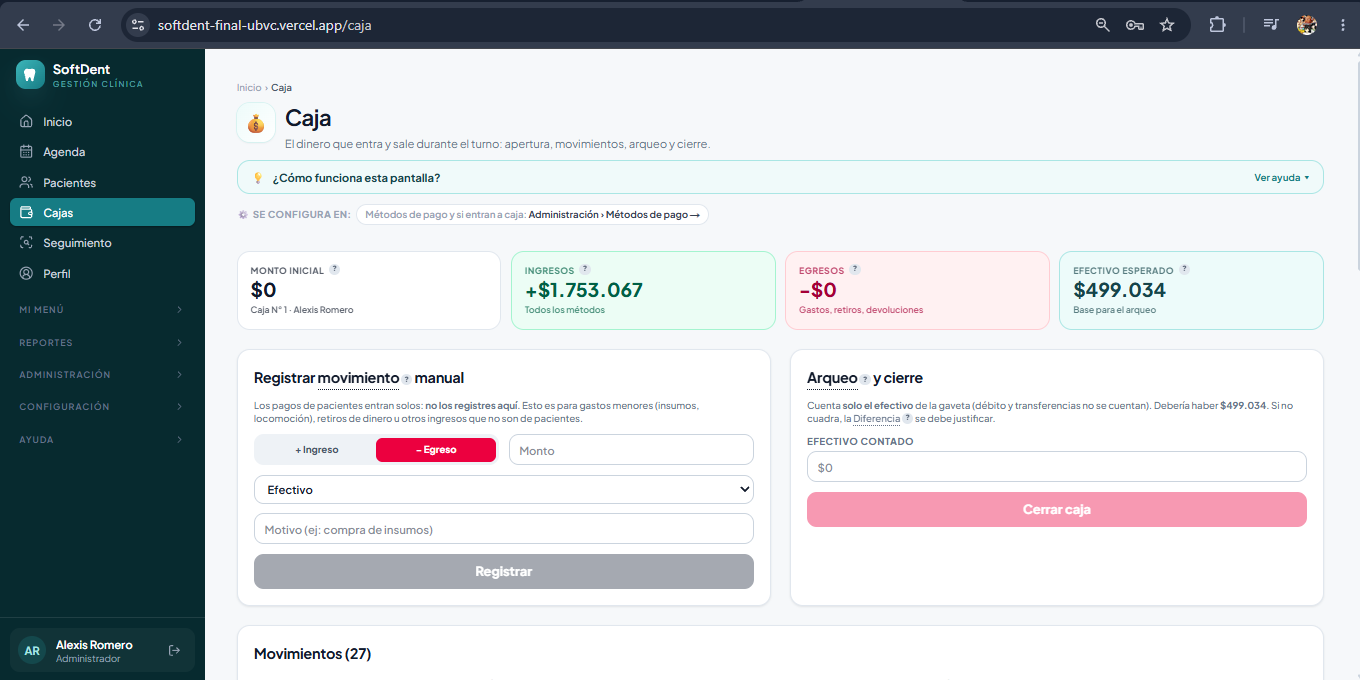 softdent-final-ubvc.vercel.app/caja
SoftDent
GESTIÓN CLÍNICA
Inicio
Agenda
Pacientes
Cajas
Seguimiento
Perfil
MI MENÚ
REPORTES
ADMINISTRACIÓN
CONFIGURACIÓN
AYUDA
AR
Alexis Romero
Administrador
Inicio › Caja
Caja
El dinero que entra y sale durante el turno: apertura, movimientos, arqueo y cierre.
¿Cómo funciona esta pantalla?
Ver ayuda ▾
SE CONFIGURA EN: Métodos de pago y si entran a caja: Administración › Métodos de pago →
MONTO INICIAL ?
$0
Caja N° 1 · Alexis Romero
INGRESOS ?
+$1.753.067
Todos los métodos
EGRESOS ?
−$0
Gastos, retiros, devoluciones
EFECTIVO ESPERADO ?
$499.034
Base para el arqueo
Registrar movimiento ? manual
Los pagos de pacientes entran solos: no los registres aquí. Esto es para gastos menores (insumos,
locomoción), retiros de dinero u otros ingresos que no son de pacientes.
+ Ingreso
− Egreso
Monto
Efectivo
Motivo (ej: compra de insumos)
Registrar
Arqueo ? y cierre
Cuenta solo el efectivo de la gaveta (débito y transferencias no se cuentan). Debería haber $499.034. Si no
cuadra, la Diferencia ? se debe justificar.
EFECTIVO CONTADO
$0
Cerrar caja
Movimientos (27)